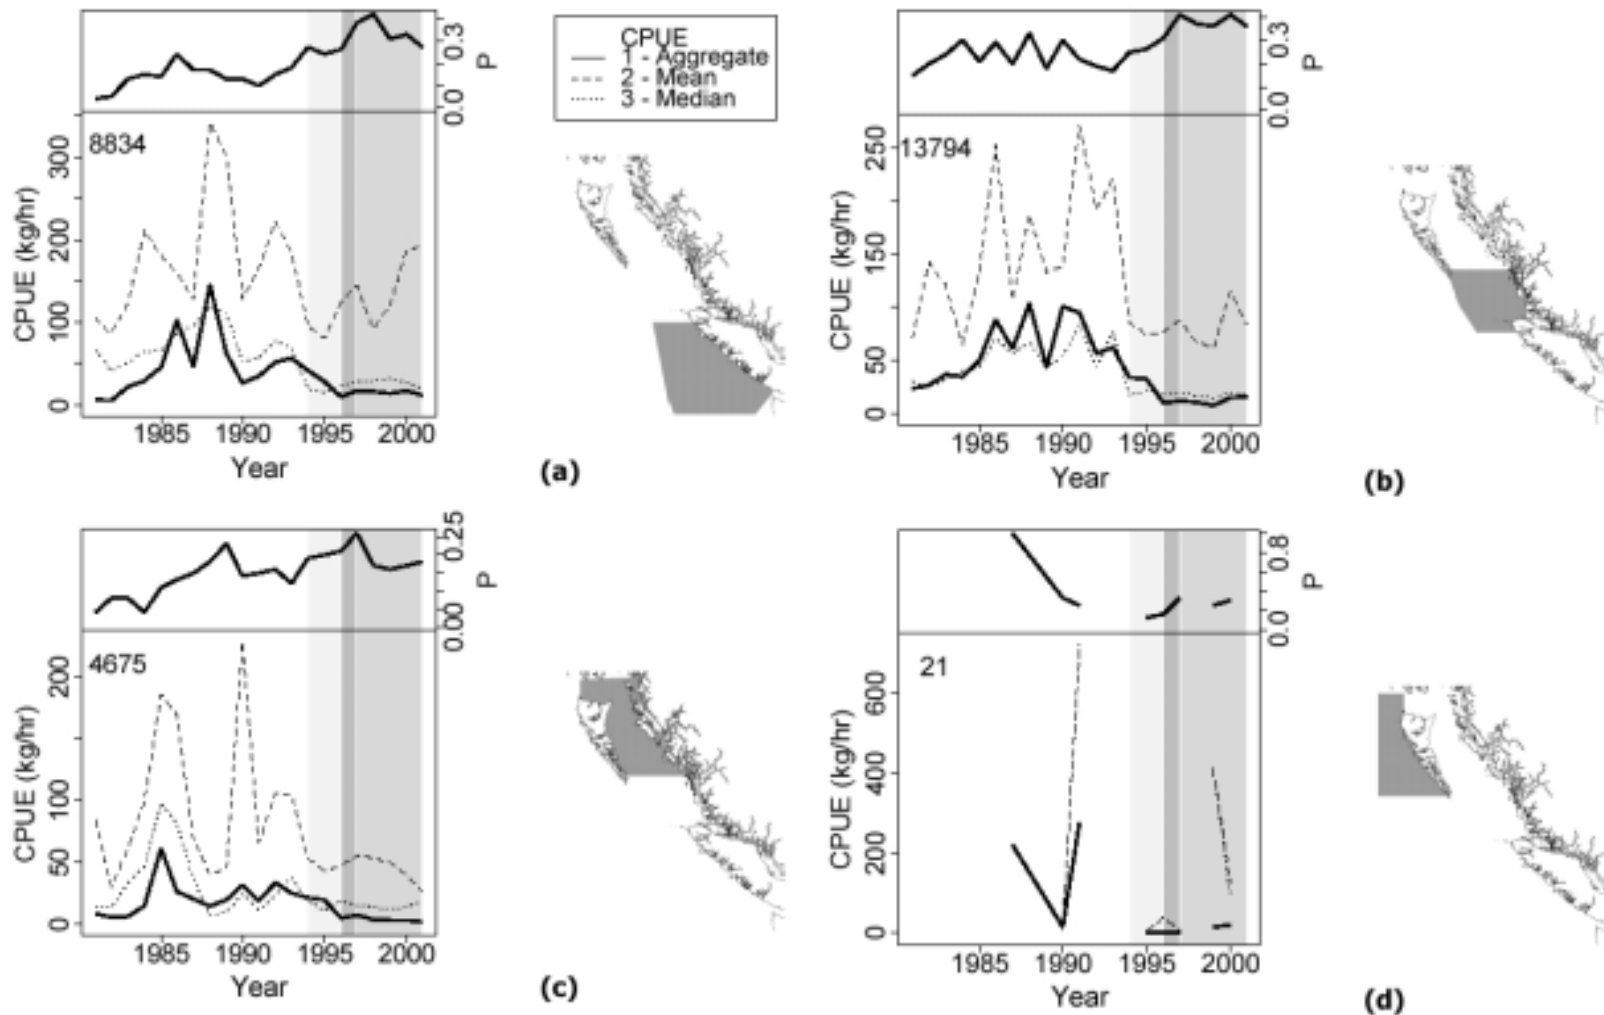 CPUE
1 - Aggregate
2 - Mean
3 - Median
0.0 0.3
P
8834
0 100 200 300
CPUE (kg/hr)
1985 1990 1995 2000
Year
(a)
0.0 0.3
P
13794
0 50 150 250
CPUE (kg/hr)
1985 1990 1995 2000
Year
(b)
0.00 0.25
P
4675
0 50 100 200
CPUE (kg/hr)
1985 1990 1995 2000
Year
(c)
0.0 0.8
P
21
0 200 400 600
CPUE (kg/hr)
1985 1990 1995 2000
Year
(d)